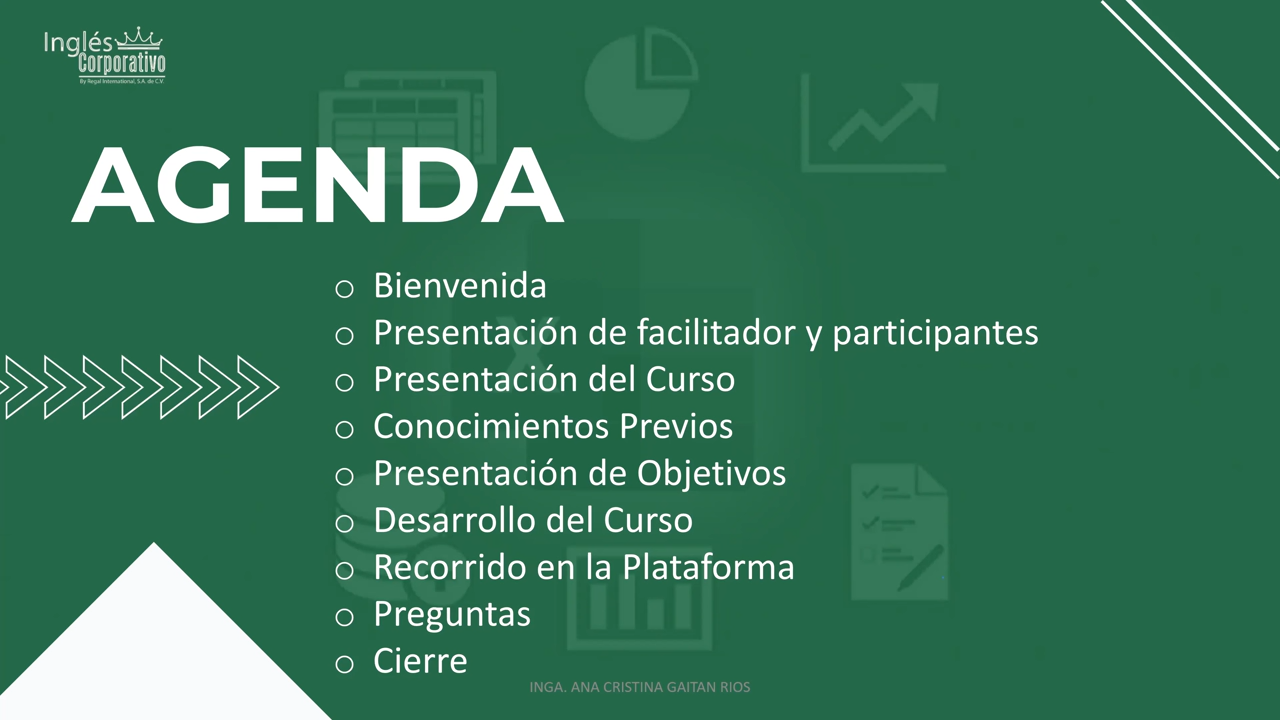 Inglés
Corporativo
By Regal International, S.A. de C.V.
AGENDA
o Bienvenida
o Presentación de facilitador y participantes
o Presentación del Curso
o Conocimientos Previos
o Presentación de Objetivos
o Desarrollo del Curso
o Recorrido en la Plataforma
o Preguntas
o Cierre
INGA. ANA CRISTINA GAITAN RIOS